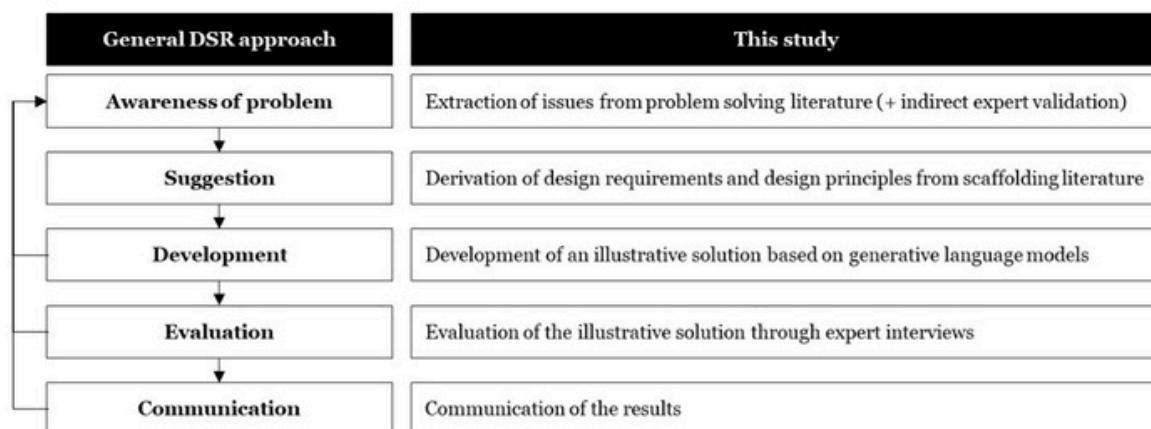 General DSR approach
This study
Awareness of problem
Extraction of issues from problem solving literature (+ indirect expert validation)
Suggestion
Derivation of design requirements and design principles from scaffolding literature
Development
Development of an illustrative solution based on generative language models
Evaluation
Evaluation of the illustrative solution through expert interviews
Communication
Communication of the results